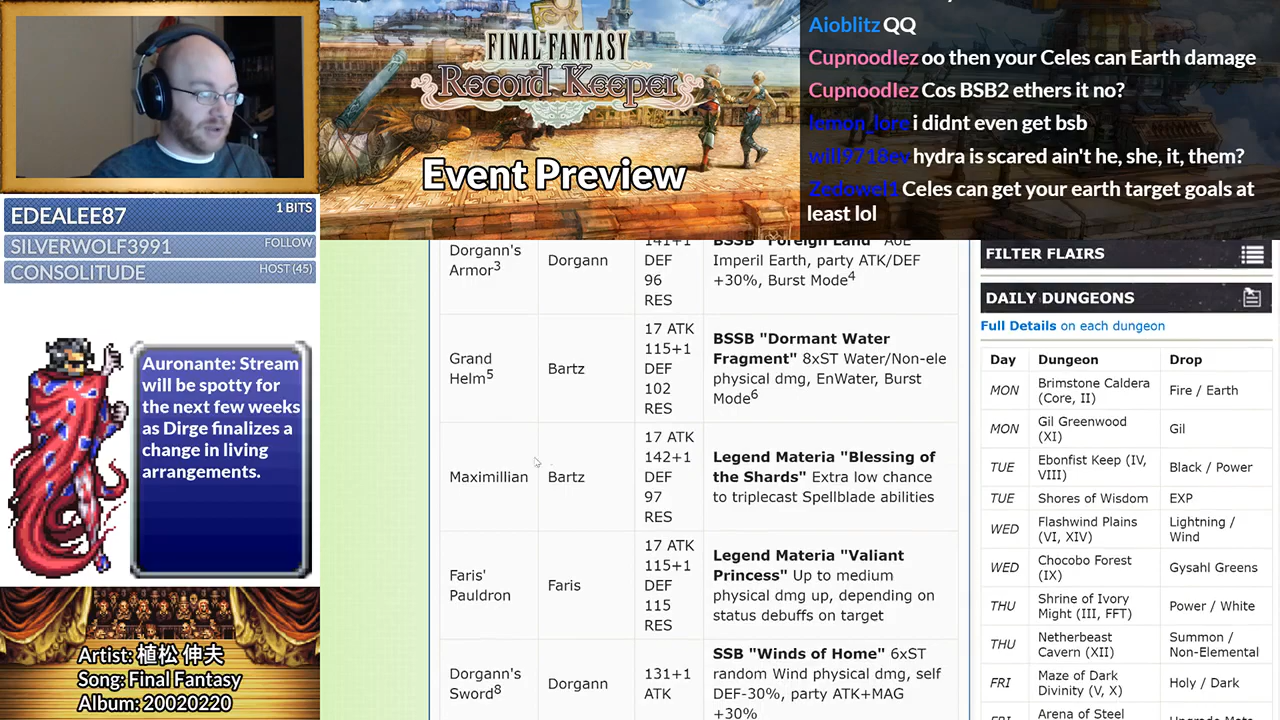 FINAL FANTASY
Record Keeper
Event Preview
Aioblitz QQ
Cupnoodlez oo then your Celes can Earth damage
Cupnoodlez Cos BSB2 ethers it no?
lemon_lore i didnt even get bsb
will9718ev hydra is scared ain't he, she, it, them?
Zedowel1 Celes can get your earth target goals at
least lol
EDEALEE87 1 BITS
SILVERWOLF3991 FOLLOW
CONSOLITUDE HOST (45)
Auronante: Stream
will be spotty for
the next few weeks
as Dirge finalizes a
change in living
arrangements.
Artist: 植松 伸夫
Song: Final Fantasy
Album: 20020220
Dorgann's
Armor3
Dorgann
141+1
DEF
96
RES
BSSB "Foreign Land" AoE
Imperil Earth, party ATK/DEF
+30%, Burst Mode4
Grand
Helm5
Bartz
17 ATK
115+1
DEF
102
RES
BSSB "Dormant Water
Fragment" 8xST Water/Non-ele
physical dmg, EnWater, Burst
Mode6
Maximillian
Bartz
17 ATK
142+1
DEF
97
RES
Legend Materia "Blessing of
the Shards" Extra low chance
to triplecast Spellblade abilities
Faris'
Pauldron
Faris
17 ATK
115+1
DEF
115
RES
Legend Materia "Valiant
Princess" Up to medium
physical dmg up, depending on
status debuffs on target
Dorgann's
Sword8
Dorgann
131+1
ATK
SSB "Winds of Home" 6xST
random Wind physical dmg, self
DEF-30%, party ATK+MAG
+30%
FILTER FLAIRS
DAILY DUNGEONS
Full Details on each dungeon
Day Dungeon Drop
MON Brimstone Caldera
(Core, II) Fire / Earth
MON Gil Greenwood
(XI) Gil
TUE Ebonfist Keep (IV,
VIII) Black / Power
TUE Shores of Wisdom EXP
WED Flashwind Plains
(VI, XIV) Lightning /
Wind
WED Chocobo Forest
(IX) Gysahl Greens
THU Shrine of Ivory
Might (III, FFT) Power / White
THU Netherbeast
Cavern (XII) Summon /
Non-Elemental
FRI Maze of Dark
Divinity (V, X) Holy / Dark
FRI Arena of Steel Upgrade Mats